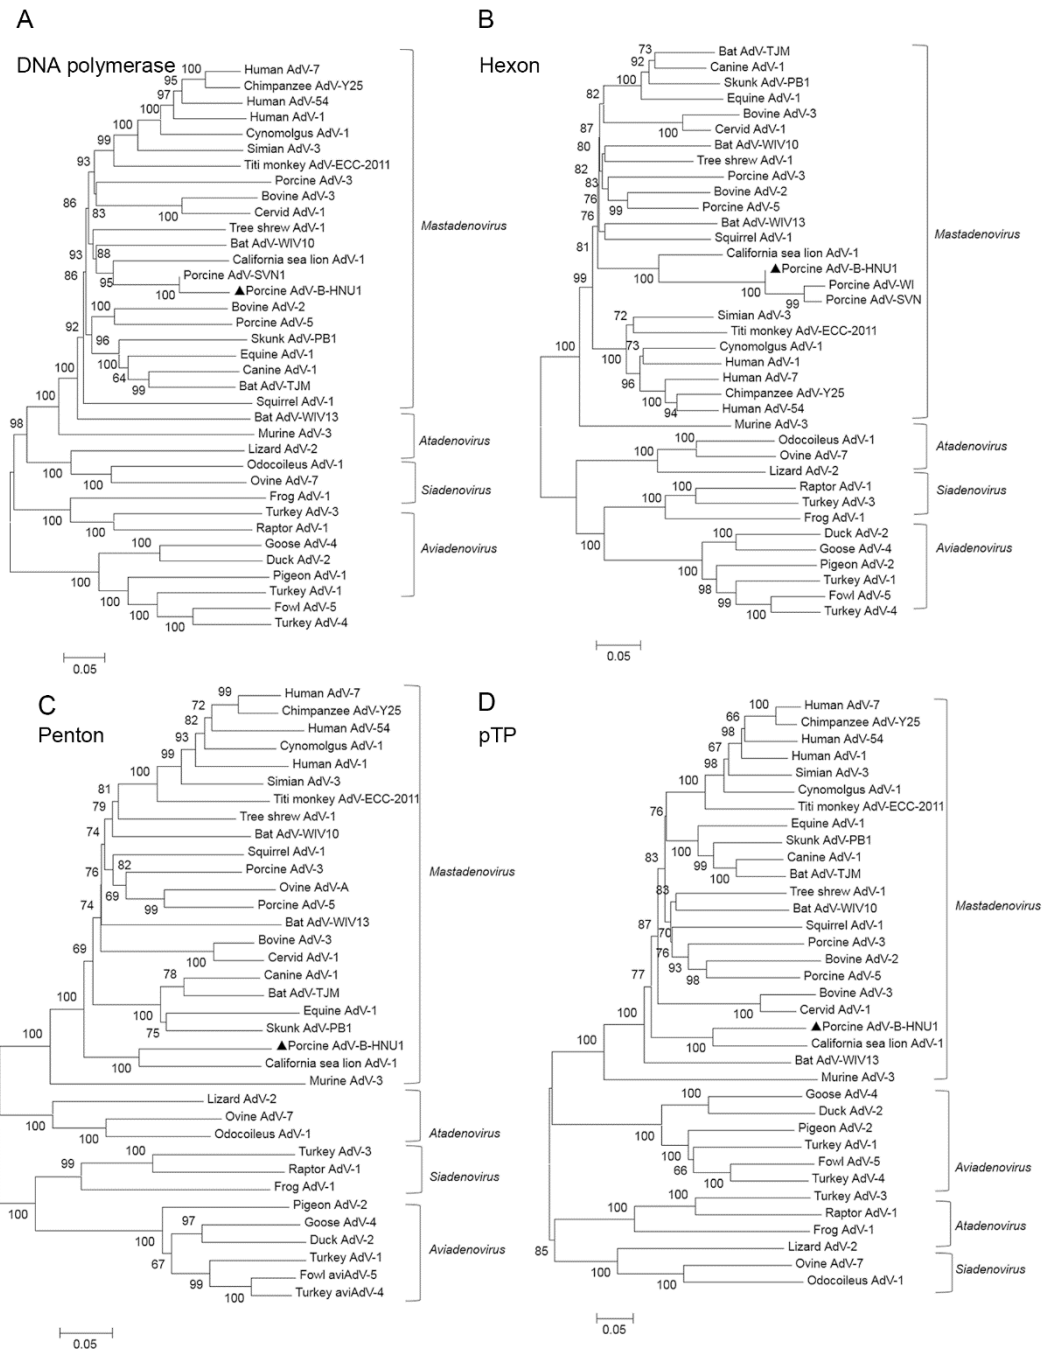 A
DNA polymerase
100
95
97
100
100
99
93
86
83
100
93
88
86
95
100
92
96
100
64
99
100
98
100
100
100
100
100
100
100
100
100
Human AdV-7
Chimpanzee AdV-Y25
Human AdV-54
Human AdV-1
Cynomolgus AdV-1
Simian AdV-3
Titi monkey AdV-ECC-2011
Porcine AdV-3
Bovine AdV-3
Cervid AdV-1
Tree shrew AdV-1
Bat AdV-WIV10
California sea lion AdV-1
Porcine AdV-SVN1
▲Porcine AdV-B-HNU1
Bovine AdV-2
Porcine AdV-5
Skunk AdV-PB1
Equine AdV-1
Canine AdV-1
Bat AdV-TJM
Squirrel AdV-1
Bat AdV-WIV13
Murine AdV-3
Lizard AdV-2
Odocoileus AdV-1
Ovine AdV-7
Frog AdV-1
Turkey AdV-3
Raptor AdV-1
Goose AdV-4
Duck AdV-2
Pigeon AdV-1
Turkey AdV-1
Fowl AdV-5
Turkey AdV-4
Mastadenovirus
Atadenovirus
Siadenovirus
Aviadenovirus
0.05
B
Hexon
73
92
100
82
87
100
80
82
83
76
99
76
81
100
99
99
72
100
73
96
100
94
100
100
100
100
100
100
100
100
98
99
100
Bat AdV-TJM
Canine AdV-1
Skunk AdV-PB1
Equine AdV-1
Bovine AdV-3
Cervid AdV-1
Bat AdV-WIV10
Tree shrew AdV-1
Porcine AdV-3
Bovine AdV-2
Porcine AdV-5
Bat AdV-WIV13
Squirrel AdV-1
California sea lion AdV-1
▲Porcine AdV-B-HNU1
Porcine AdV-WI
Porcine AdV-SVN
Simian AdV-3
Titi monkey AdV-ECC-2011
Cynomolgus AdV-1
Human AdV-1
Human AdV-7
Chimpanzee AdV-Y25
Human AdV-54
Murine AdV-3
Odocoileus AdV-1
Ovine AdV-7
Lizard AdV-2
Raptor AdV-1
Turkey AdV-3
Frog AdV-1
Duck AdV-2
Goose AdV-4
Pigeon AdV-2
Turkey AdV-1
Fowl AdV-5
Turkey AdV-4
Mastadenovirus
Atadenovirus
Siadenovirus
Aviadenovirus
0.05
C
Penton
99
72
82
93
99
100
81
79
74
76
82
69
99
74
69
100
78
100
75
100
100
100
100
100
100
99
100
97
100
67
99
100
Human AdV-7
Chimpanzee AdV-Y25
Human AdV-54
Cynomolgus AdV-1
Human AdV-1
Simian AdV-3
Titi monkey AdV-ECC-2011
Tree shrew AdV-1
Bat AdV-WIV10
Squirrel AdV-1
Porcine AdV-3
Ovine AdV-A
Porcine AdV-5
Bat AdV-WIV13
Bovine AdV-3
Cervid AdV-1
Canine AdV-1
Bat AdV-TJM
Equine AdV-1
Skunk AdV-PB1
▲Porcine AdV-B-HNU1
California sea lion AdV-1
Murine AdV-3
Lizard AdV-2
Ovine AdV-7
Odocoileus AdV-1
Turkey AdV-3
Raptor AdV-1
Frog AdV-1
Pigeon AdV-2
Goose AdV-4
Duck AdV-2
Turkey AdV-1
Fowl aviAdV-5
Turkey aviAdV-4
Mastadenovirus
Atadenovirus
Siadenovirus
Aviadenovirus
0.05
D
pTP
100
66
98
67
98
100
76
100
99
100
83
83
87
70
76
93
98
77
100
100
100
100
100
100
66
100
100
100
85
100
100
Human AdV-7
Chimpanzee AdV-Y25
Human AdV-54
Human AdV-1
Simian AdV-3
Cynomolgus AdV-1
Titi monkey AdV-ECC-2011
Equine AdV-1
Skunk AdV-PB1
Canine AdV-1
Bat AdV-TJM
Tree shrew AdV-1
Bat AdV-WIV10
Squirrel AdV-1
Porcine AdV-3
Bovine AdV-2
Porcine AdV-5
Bovine AdV-3
Cervid AdV-1
▲Porcine AdV-B-HNU1
California sea lion AdV-1
Bat AdV-WIV13
Murine AdV-3
Goose AdV-4
Duck AdV-2
Pigeon AdV-2
Turkey AdV-1
Fowl AdV-5
Turkey AdV-4
Turkey AdV-3
Raptor AdV-1
Frog AdV-1
Lizard AdV-2
Ovine AdV-7
Odocoileus AdV-1
Mastadenovirus
Aviadenovirus
Atadenovirus
Siadenovirus
0.05